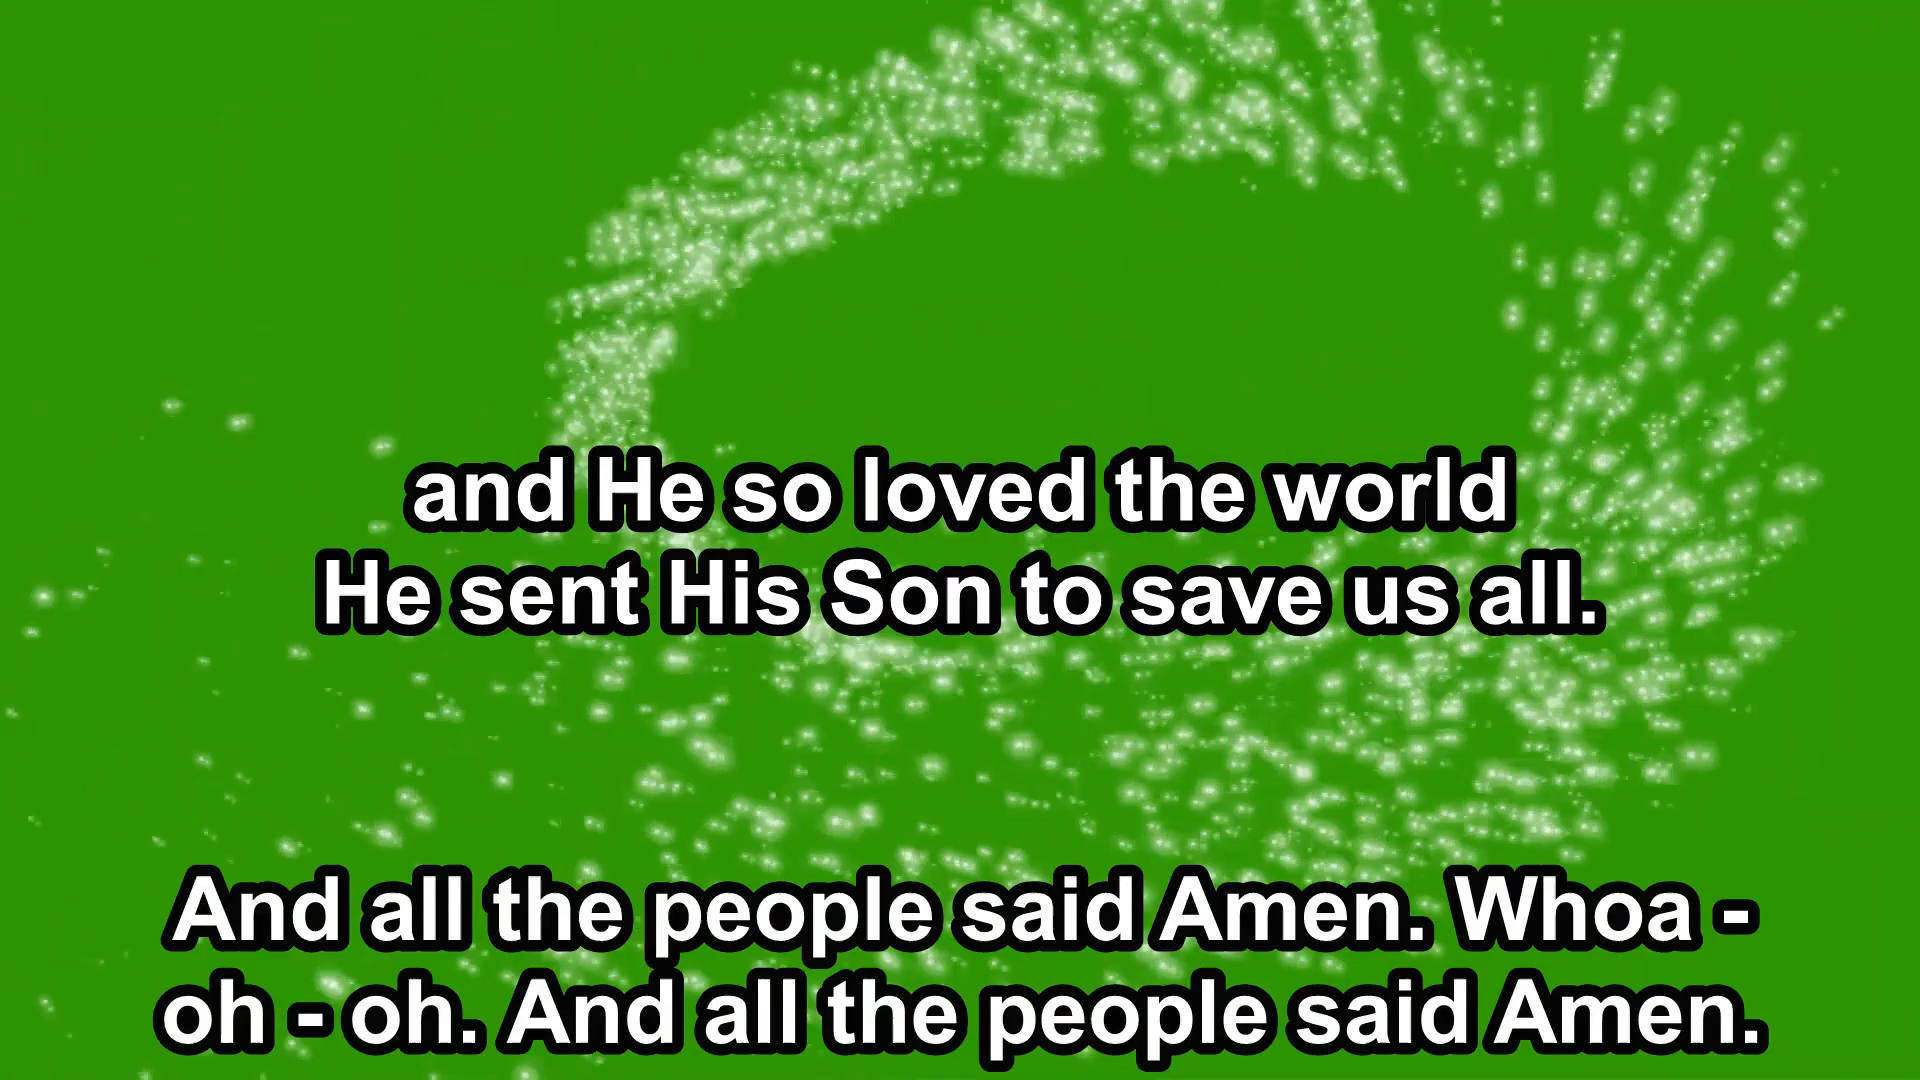 and He so loved the world
He sent His Son to save us all.
And all the people said Amen. Whoa -
oh - oh. And all the people said Amen.